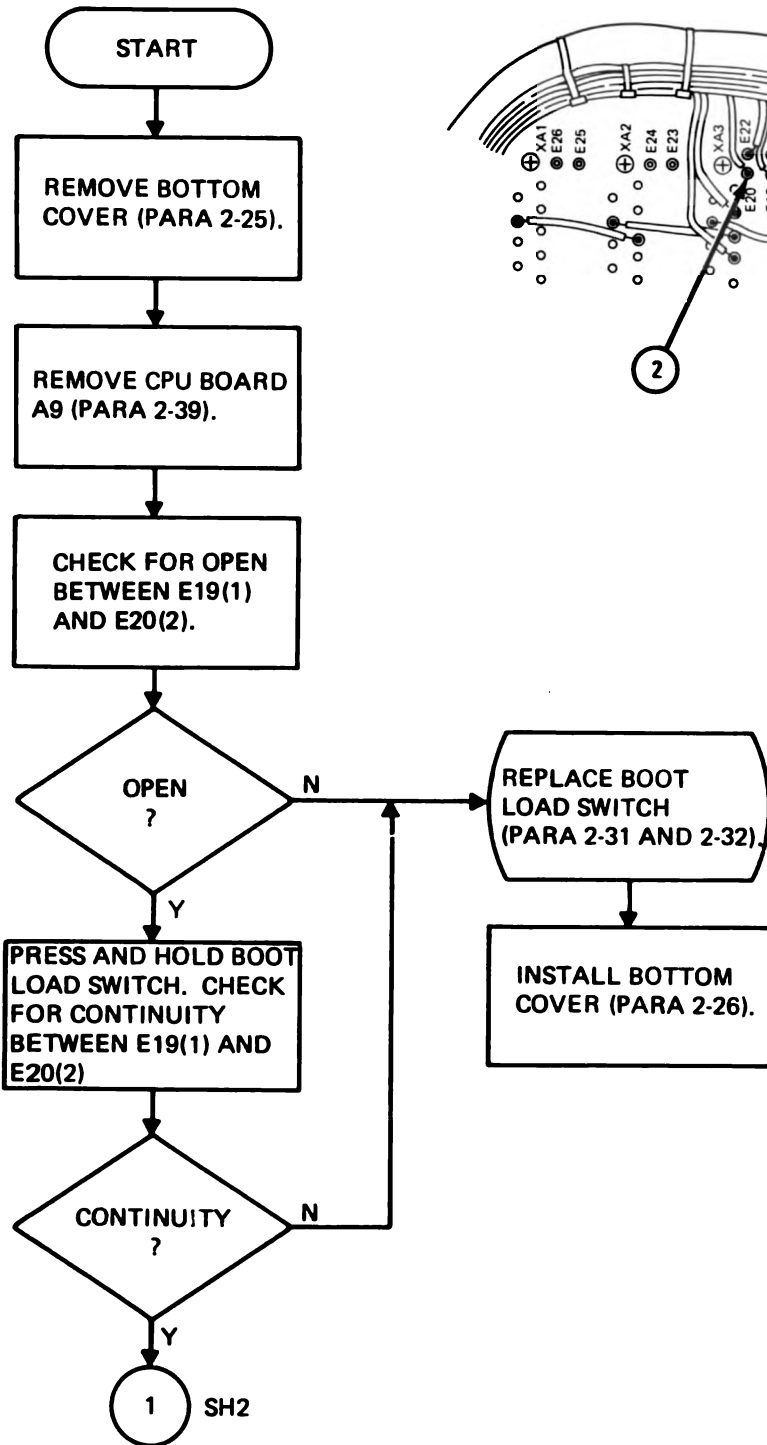 START
REMOVE BOTTOM
COVER (PARA 2-25).
REMOVE CPU BOARD
A9 (PARA 2-39).
CHECK FOR OPEN
BETWEEN E19(1)
AND E20(2).
OPEN
?
N
Y
PRESS AND HOLD BOOT
LOAD SWITCH. CHECK
FOR CONTINUITY
BETWEEN E19(1) AND
E20(2)
CONTINUITY
?
N
Y
1
SH2
REPLACE BOOT
LOAD SWITCH
(PARA 2-31 AND 2-32).
INSTALL BOTTOM
COVER (PARA 2-26).
XA1
E26
E25
XA2
E24
E23
XA3
E22
E20
2